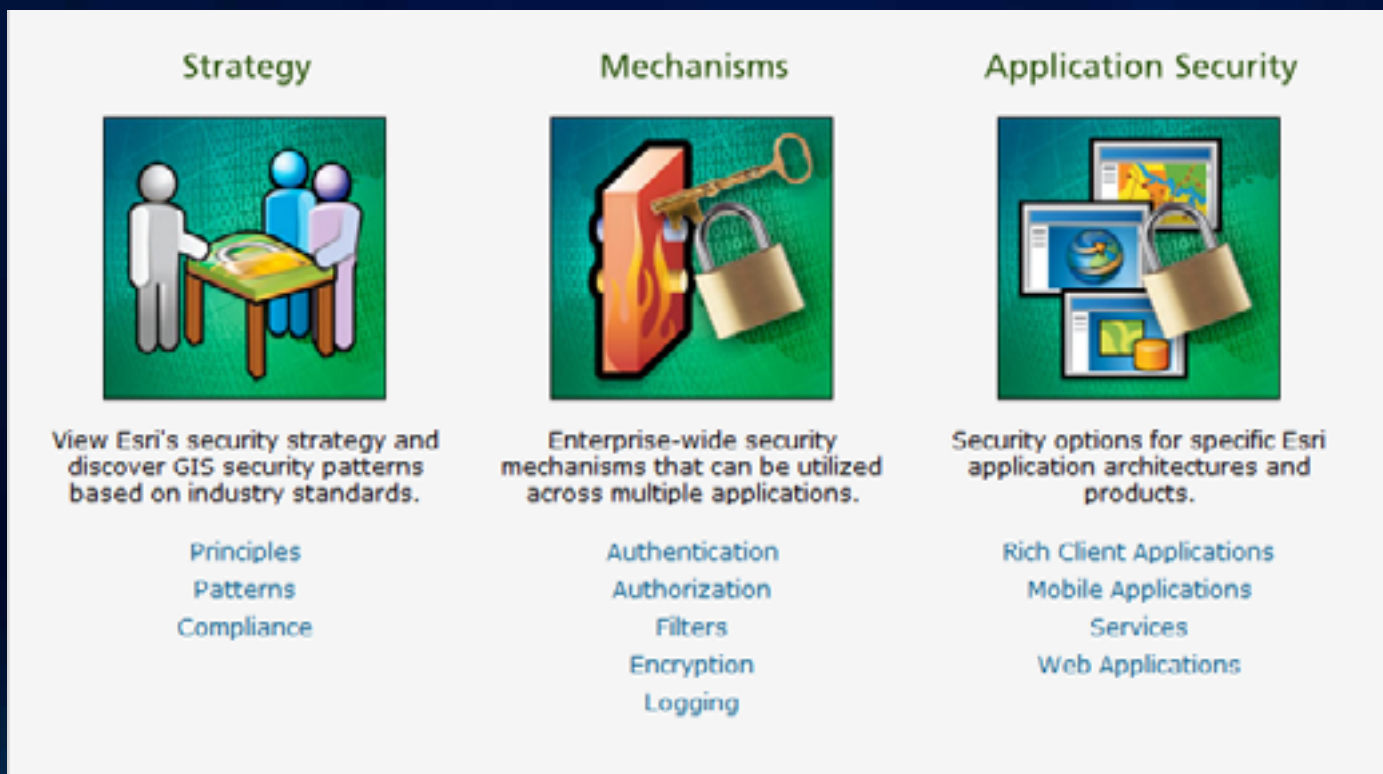 Strategy
View Esri's security strategy and
discover GIS security patterns
based on industry standards.
Principles
Patterns
Compliance
Mechanisms
Enterprise-wide security
mechanisms that can be utilized
across multiple applications.
Authentication
Authorization
Filters
Encryption
Logging
Application Security
Security options for specific Esri
application architectures and
products.
Rich Client Applications
Mobile Applications
Services
Web Applications